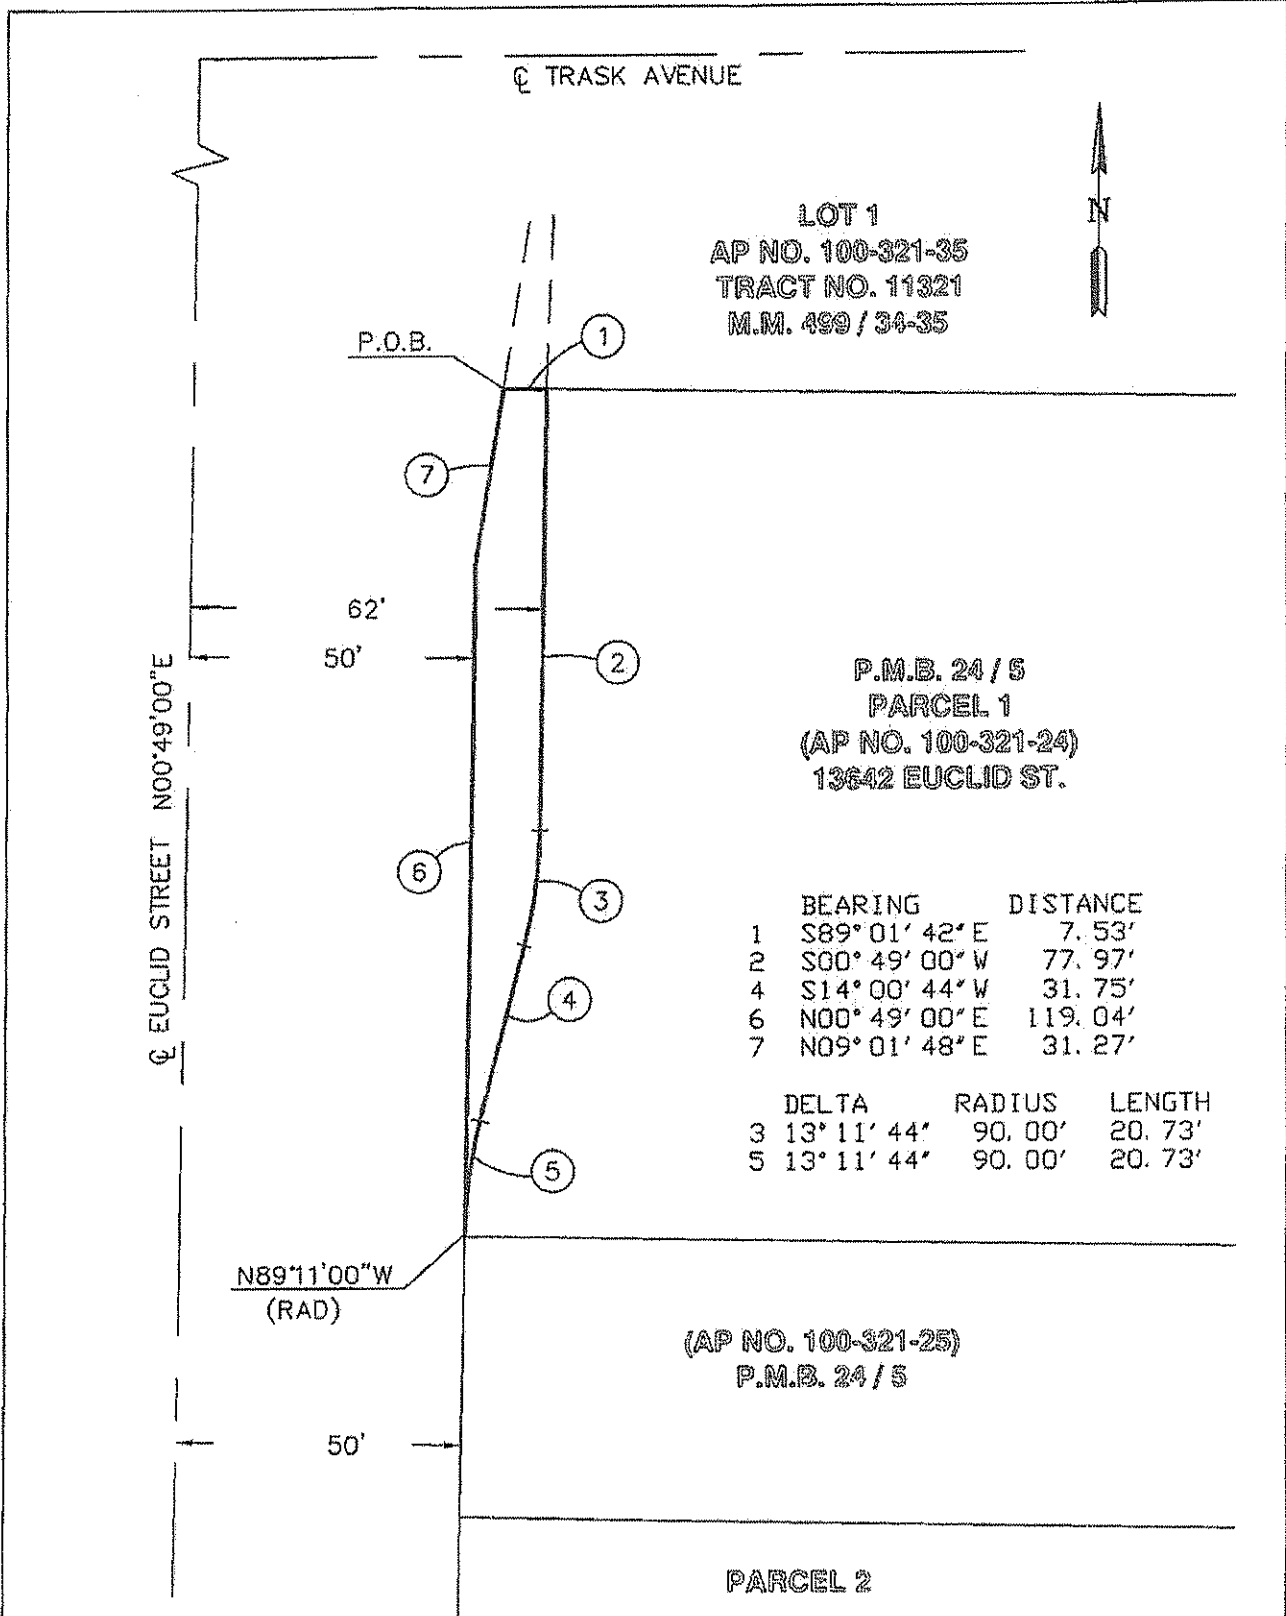 ℄ TRASK AVENUE
N
LOT 1
AP NO. 100-321-35
TRACT NO. 11321
M.M. 499 / 34-35
P.O.B.
1
7
62'
50'
2
℄ EUCLID STREET N00°49'00"E
P.M.B. 24 / 5
PARCEL 1
(AP NO. 100-321-24)
13642 EUCLID ST.
6
3
4
5
BEARING DISTANCE
1 S89° 01' 42" E 7. 53'
2 S00° 49' 00" W 77. 97'
4 S14° 00' 44" W 31. 75'
6 N00° 49' 00" E 119. 04'
7 N09° 01' 48" E 31. 27'
DELTA RADIUS LENGTH
3 13° 11' 44" 90. 00' 20. 73'
5 13° 11' 44" 90. 00' 20. 73'
N89°11'00"W
(RAD)
(AP NO. 100-321-25)
P.M.B. 24 / 5
50'
PARCEL 2